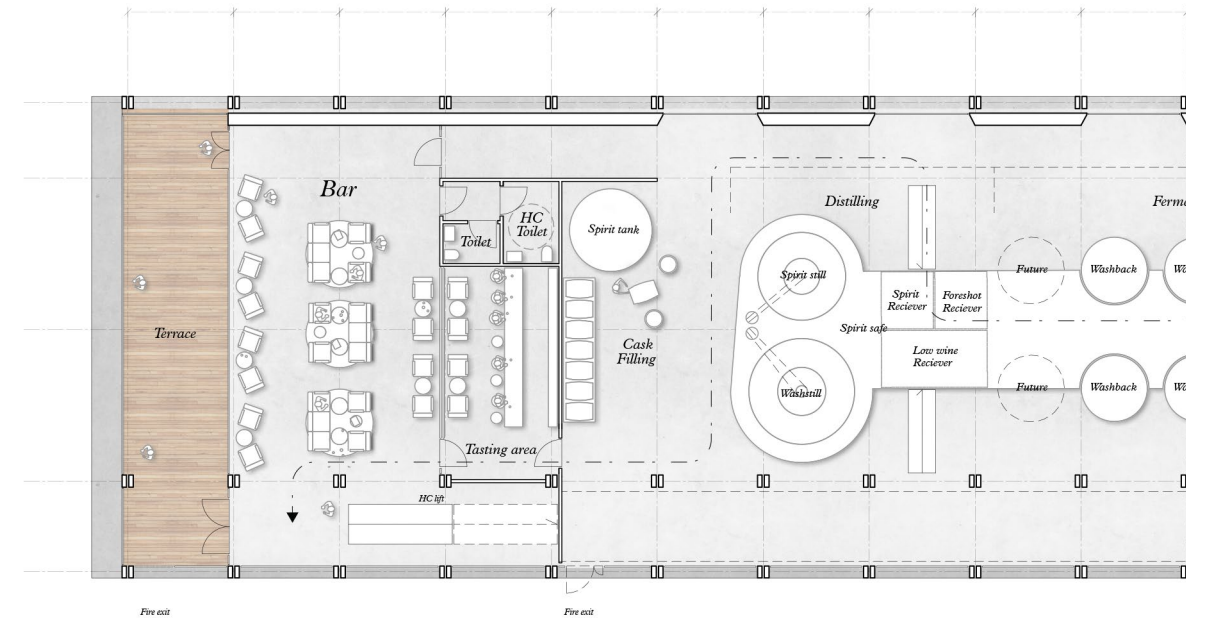 Bar
Distilling
Ferme
HC
Toilet
Toilet
Spirit tank
Spirit still
Future
Washback
Wa
Spirit
Reciever
Foreshot
Reciever
Terrace
Spirit safe
Cask
Filling
Low wine
Reciever
Washstill
Future
Washback
Wa
Tasting area
HC lift
Fire exit
Fire exit